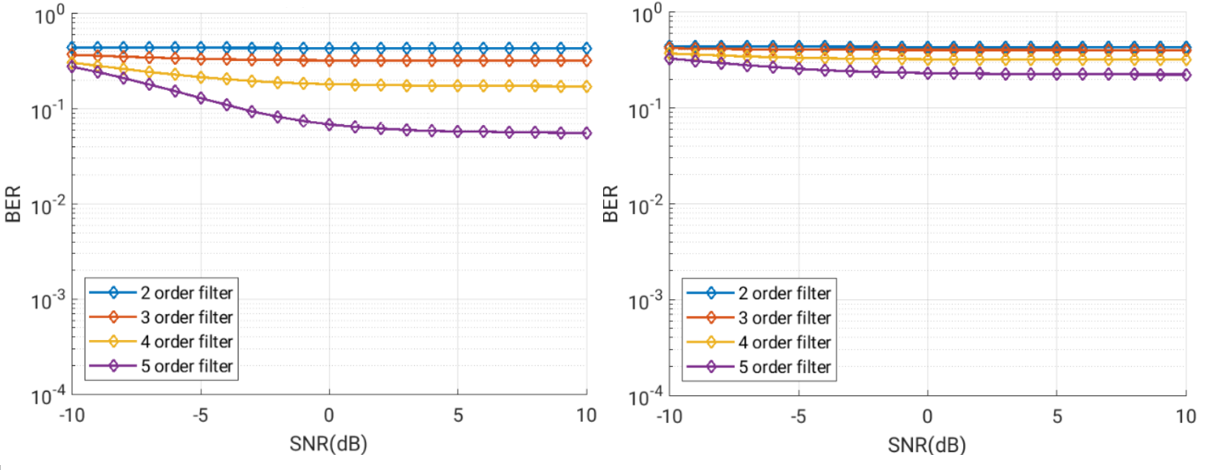 10^0
10^-1
10^-2
10^-3
10^-4
BER
2 order filter
3 order filter
4 order filter
5 order filter
-10 -5 0 5 10
SNR(dB)
10^0
10^-1
10^-2
10^-3
10^-4
BER
2 order filter
3 order filter
4 order filter
5 order filter
-10 -5 0 5 10
SNR(dB)